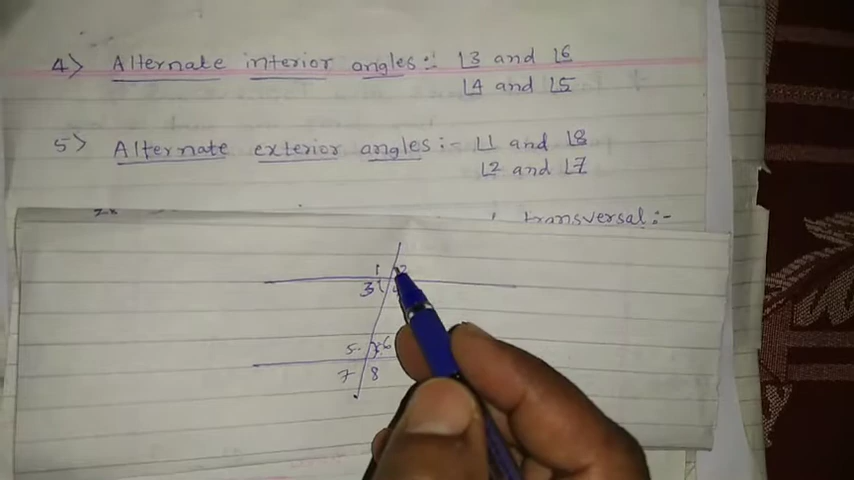 4) Alternate interior angles :- ∠3 and ∠6
∠4 and ∠5
5) Alternate exterior angles :- ∠1 and ∠8
∠2 and ∠7
transversal :-
1 2
3
5 6
7 8